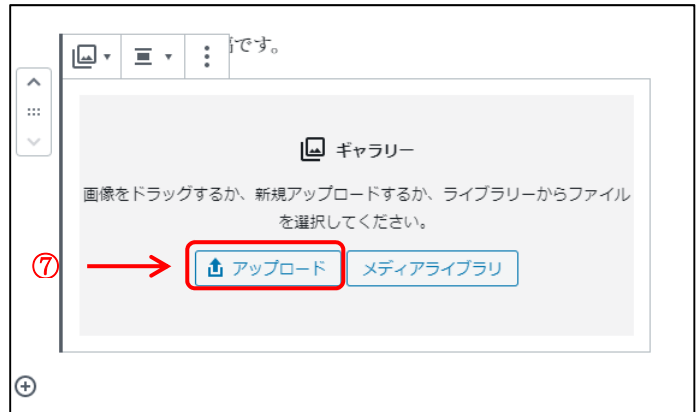 です。
ギャラリー
画像をドラッグするか、新規アップロードするか、ライブラリーからファイル
を選択してください。
⑦ アップロード メディアライブラリ